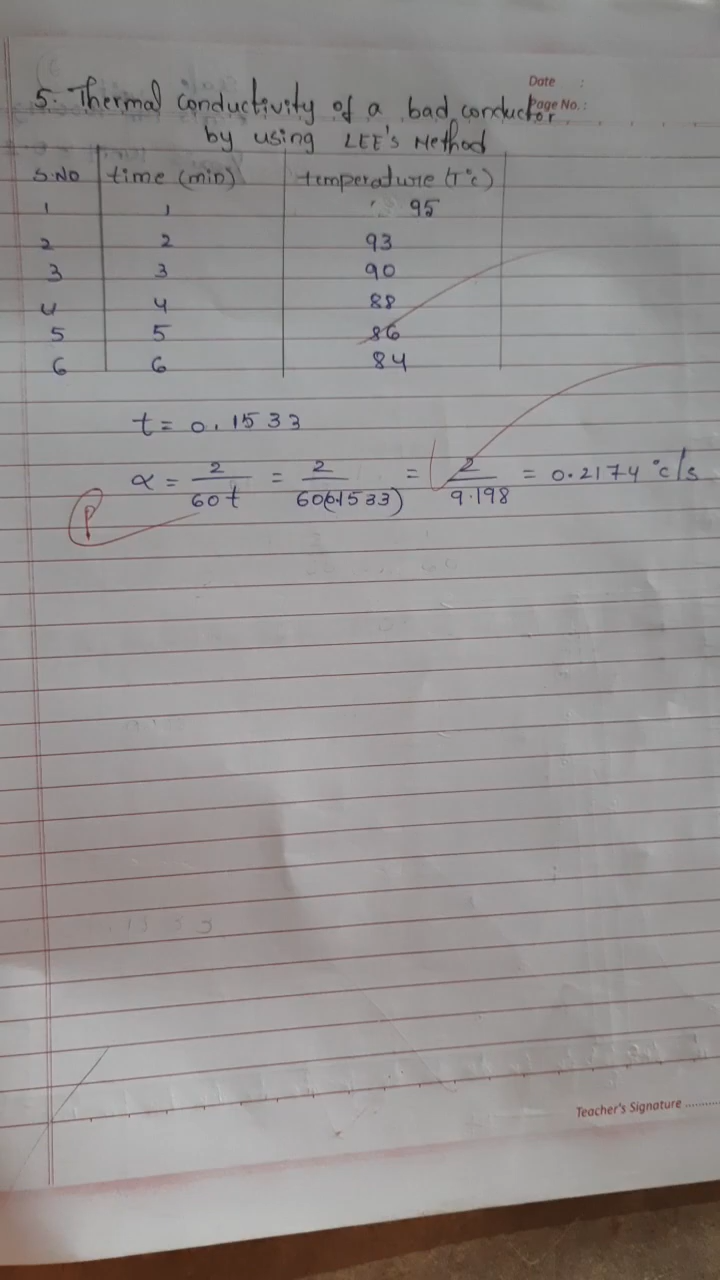 Date :
5. Thermal conductivity of a bad conductor
Page No. :
by using LEE's Method
S.NO time (min) temperature (T°c)
1 1 95
2 2 93
3 3 90
4 4 88
5 5 86
6 6 84
t = 0.1533
α = 2/60t = 2/60(0.1533) = 2/9.198 = 0.2174 °c/s
Teacher's Signature ..........